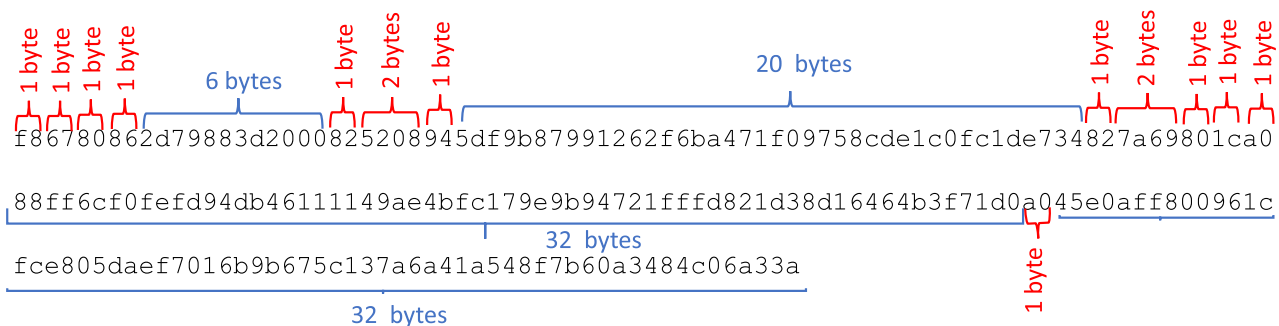 1 byte
1 byte
1 byte
1 byte
6 bytes
1 byte
2 bytes
1 byte
20 bytes
1 byte
2 bytes
1 byte
1 byte
1 byte
f86780862d79883d2000825208945df9b87991262f6ba471f09758cde1c0fc1de734827a69801ca0
88ff6cf0fefd94db46111149ae4bfc179e9b94721fffd821d38d16464b3f71d0a045e0aff800961c
32 bytes
1 byte
fce805daef7016b9b675c137a6a41a548f7b60a3484c06a33a
32 bytes